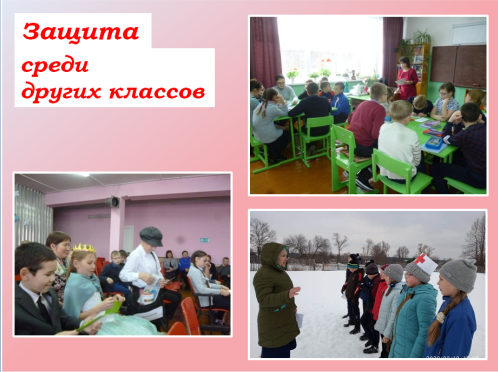 Защита
среди
других классов